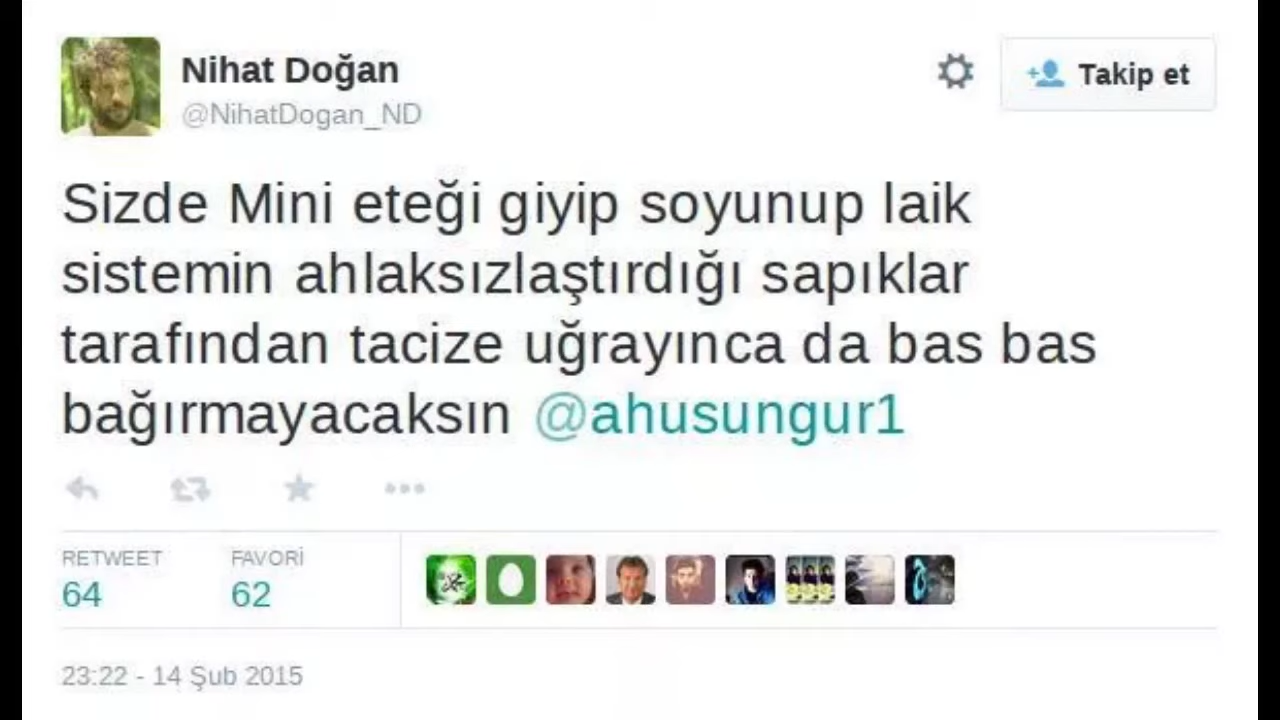 Nihat Doğan
@NihatDogan_ND
Takip et
Sizde Mini eteği giyip soyunup laik
sistemin ahlaksızlaştırdığı sapıklar
tarafından tacize uğrayınca da bas bas
bağırmayacaksın @ahusungur1
RETWEET FAVORİ
64 62
23:22 - 14 Şub 2015